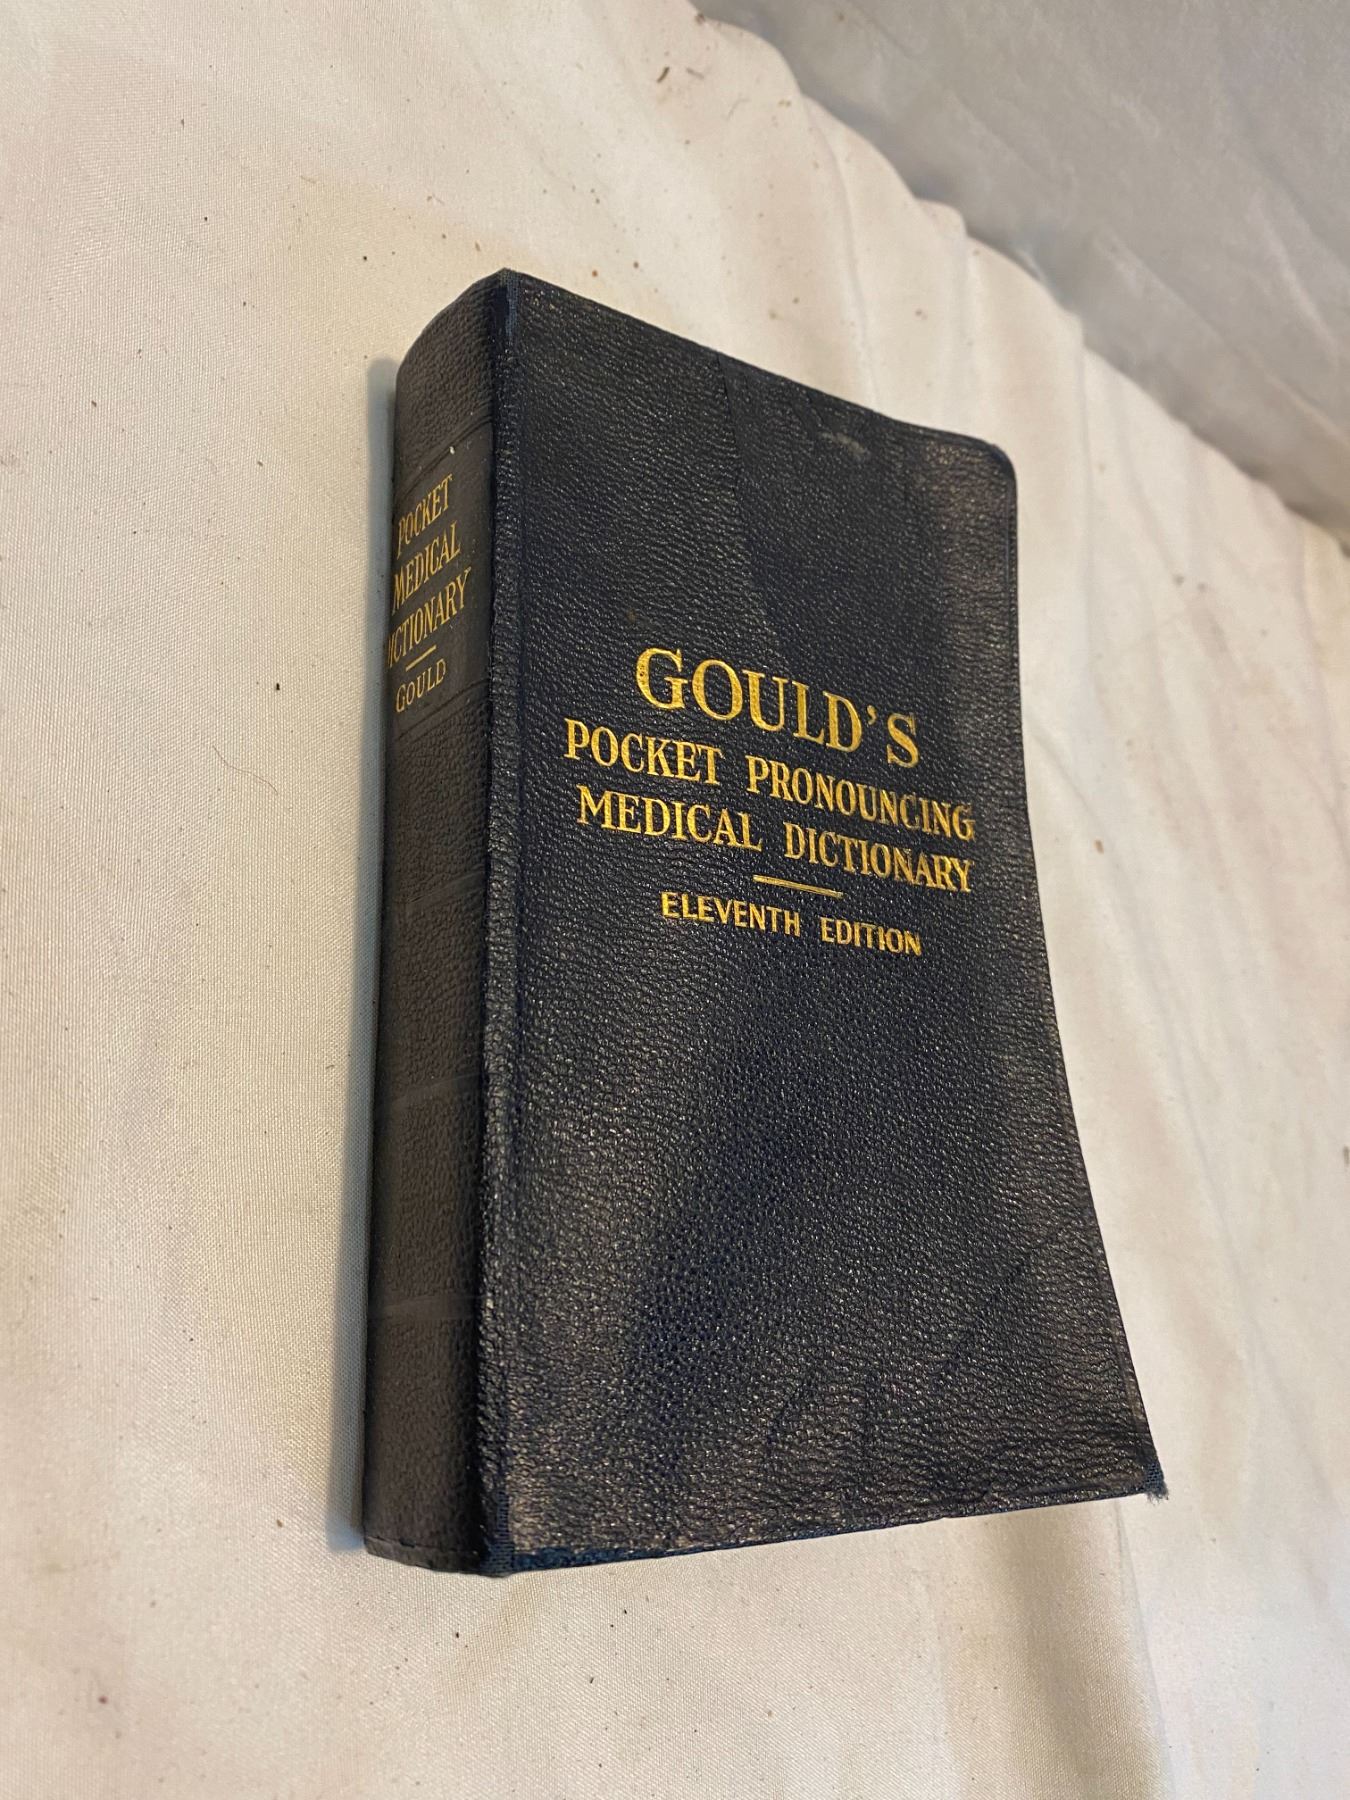 POCKET
MEDICAL
DICTIONARY
GOULD
GOULD'S
POCKET PRONOUNCING
MEDICAL DICTIONARY
ELEVENTH EDITION